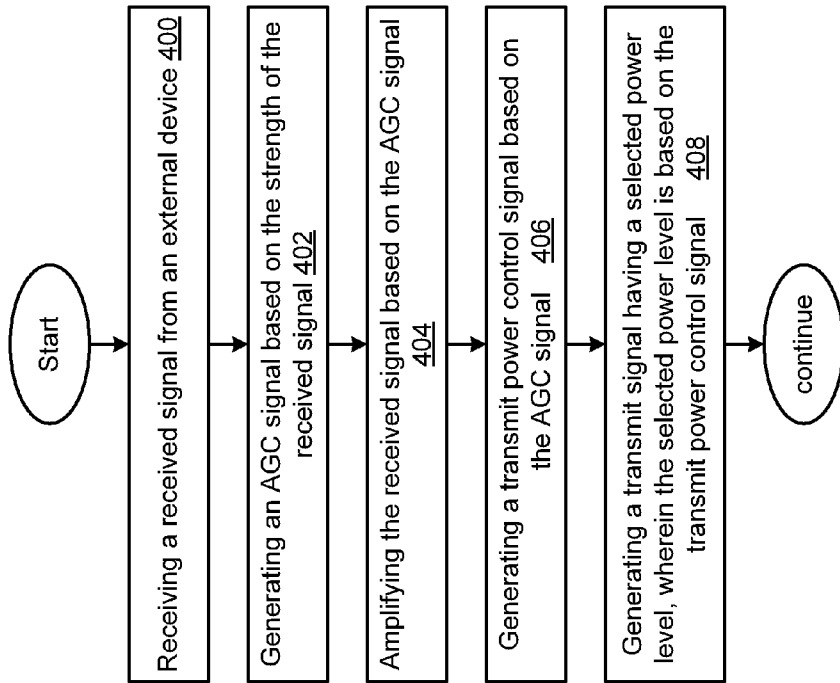 Start
Receiving a received signal from an external device 400
Generating an AGC signal based on the strength of the
received signal 402
Amplifying the received signal based on the AGC signal
404
Generating a transmit power control signal based on
the AGC signal 406
Generating a transmit signal having a selected power
level, wherein the selected power level is based on the
transmit power control signal 408
continue